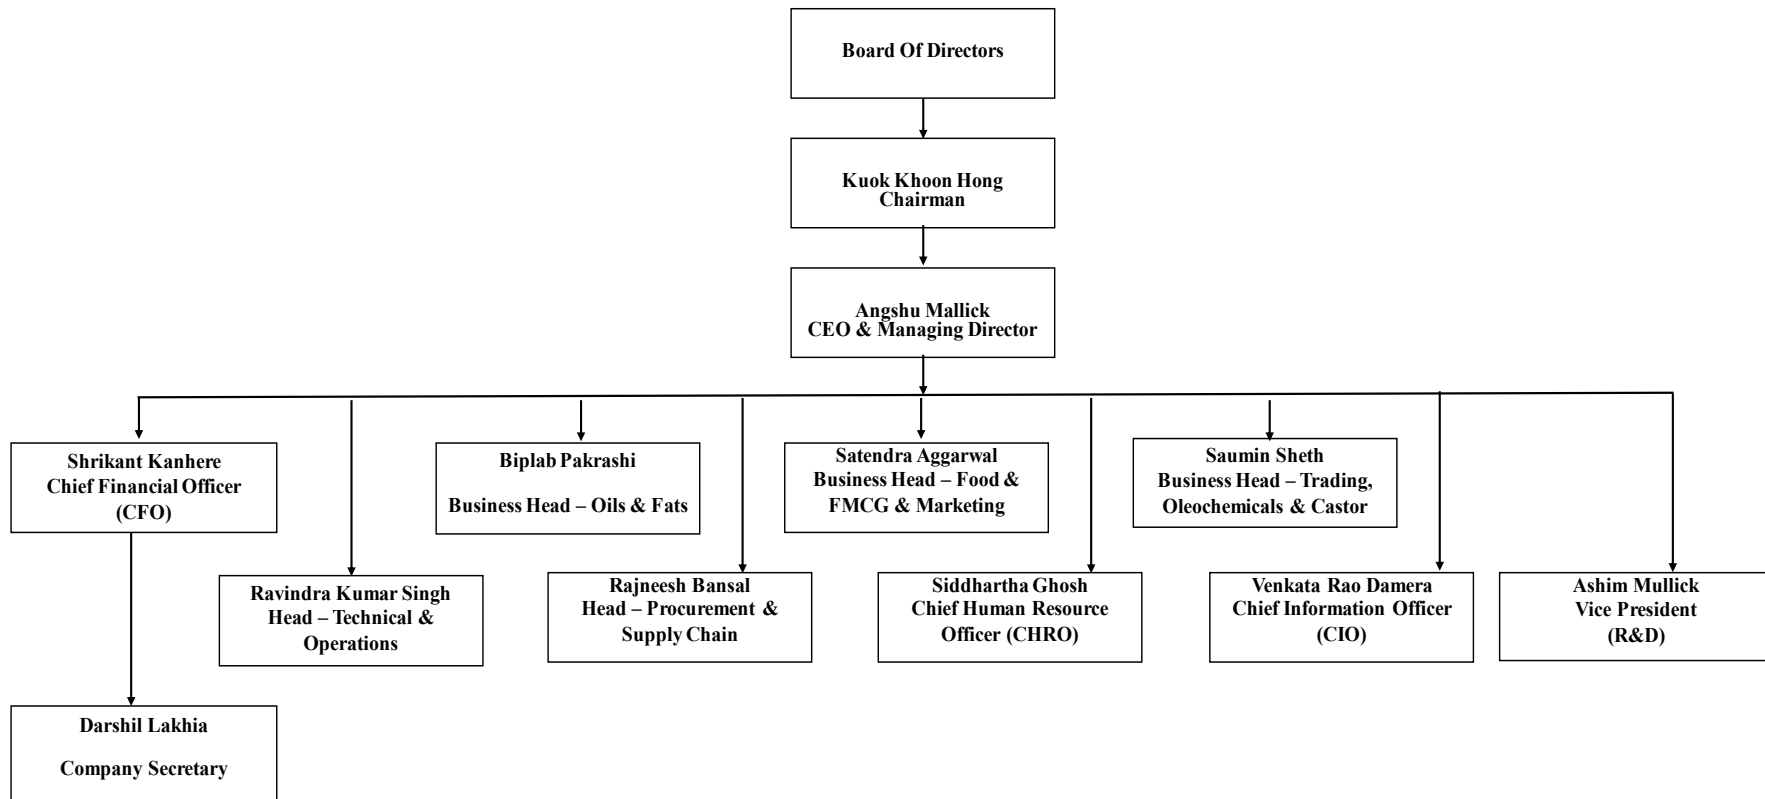 Board Of Directors
Kuok Khoon Hong
Chairman
Angshu Mallick
CEO & Managing Director
Shrikant Kanhere
Chief Financial Officer
(CFO)
Biplab Pakrashi
Business Head – Oils & Fats
Satendra Aggarwal
Business Head – Food &
FMCG & Marketing
Saumin Sheth
Business Head – Trading,
Oleochemicals & Castor
Ravindra Kumar Singh
Head – Technical &
Operations
Rajneesh Bansal
Head – Procurement &
Supply Chain
Siddhartha Ghosh
Chief Human Resource
Officer (CHRO)
Venkata Rao Damera
Chief Information Officer
(CIO)
Ashim Mullick
Vice President
(R&D)
Darshil Lakhia
Company Secretary